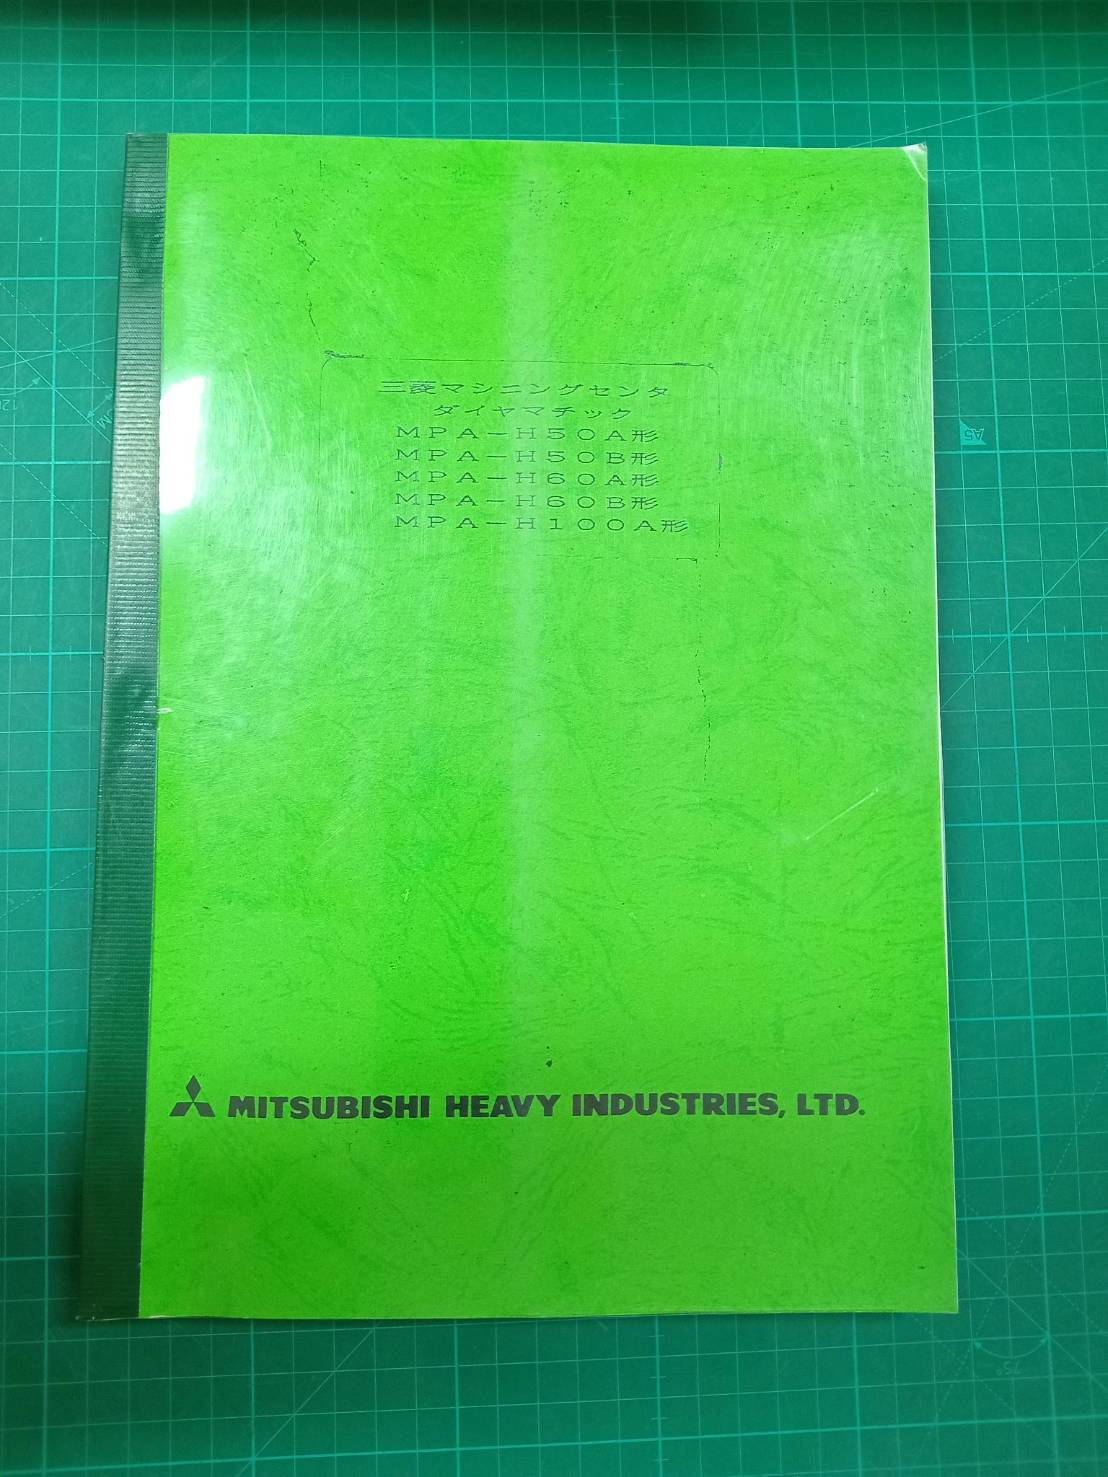 三菱マシニングセンタ
ダイヤマチック
MPA-H50A形
MPA-H50B形
MPA-H60A形
MPA-H60B形
MPA-H100A形
MITSUBISHI HEAVY INDUSTRIES, LTD.
A5
75°